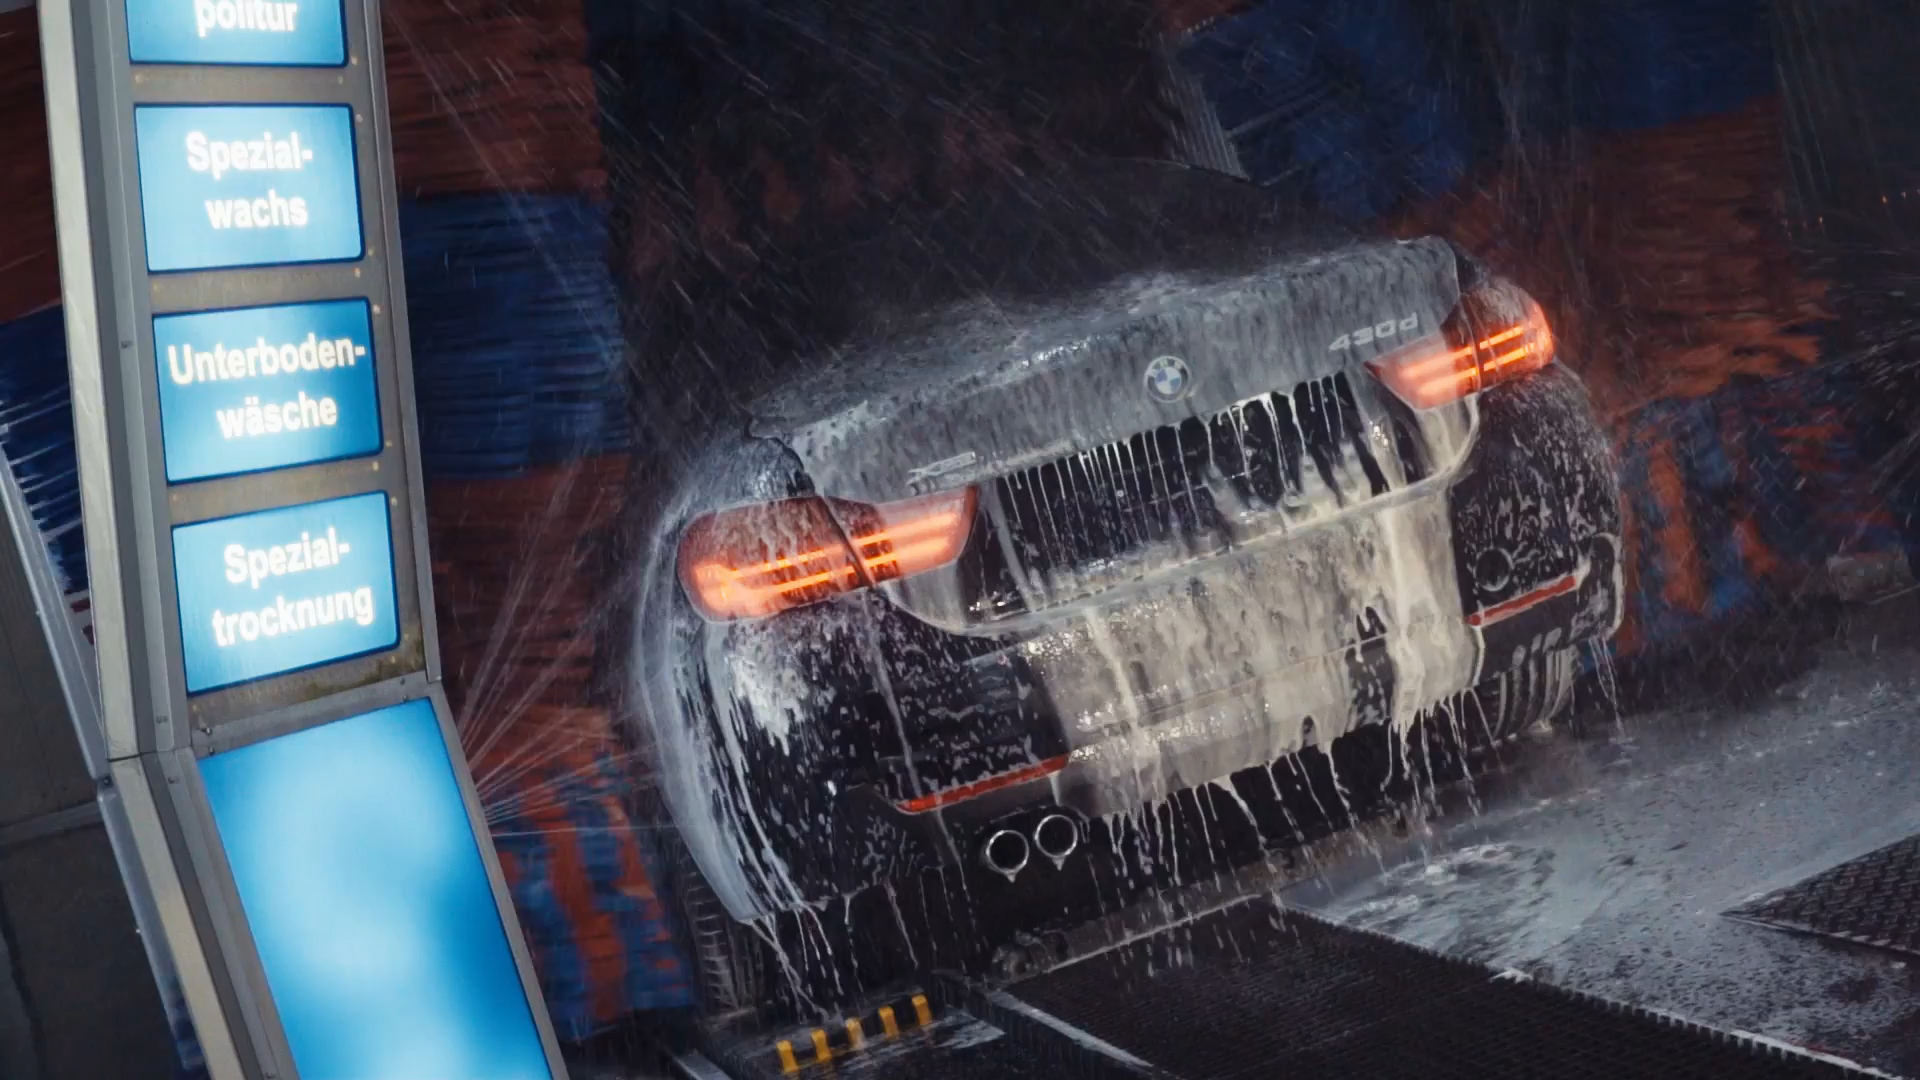 politur
Spezial-
wachs
Unterboden-
wäsche
Spezial-
trocknung
430d